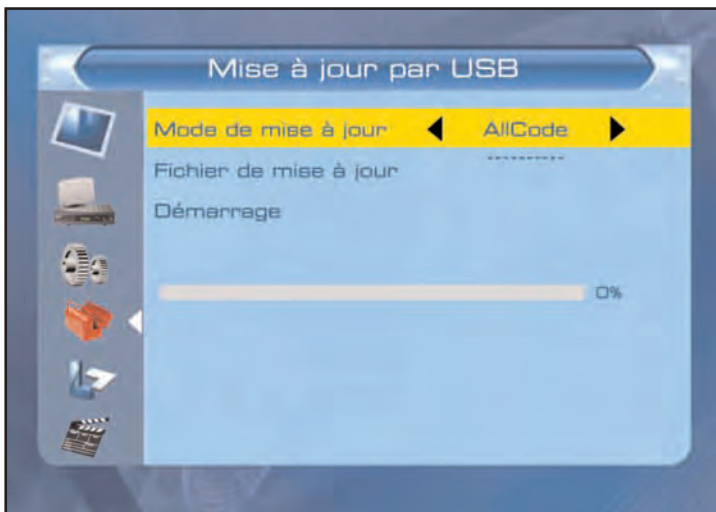 Mise à jour par USB
Mode de mise à jour AllCode
Fichier de mise à jour ----------
Démarrage
0%